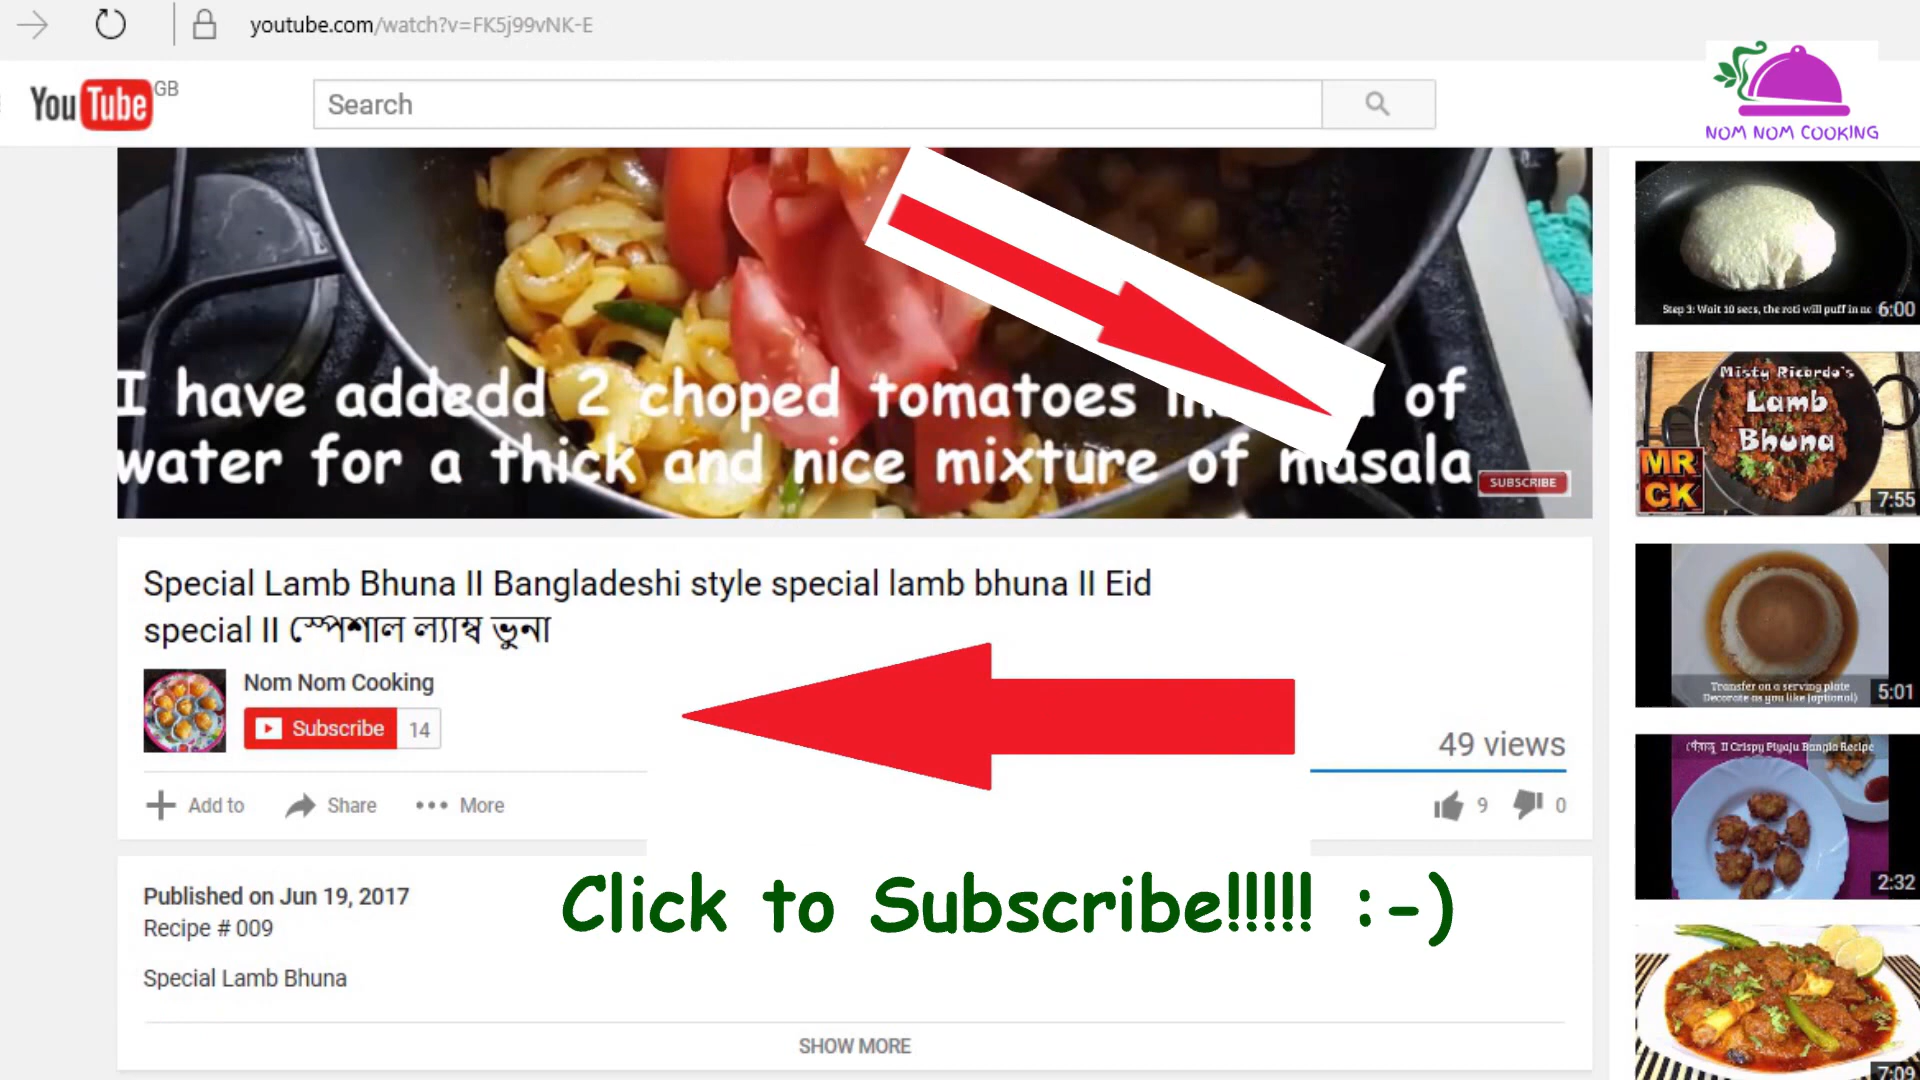 youtube.com/watch?v=FK5j99vNK-E
YouTube GB
Search
NOM NOM COOKING
I have addedd 2 choped tomatoes of
water for a thick and nice mixture of masala
SUBSCRIBE
Special Lamb Bhuna II Bangladeshi style special lamb bhuna II Eid
special II স্পেশাল ল্যাম্ব ভুনা
Nom Nom Cooking
Subscribe 14
49 views
Add to Share More
9 0
Published on Jun 19, 2017
Recipe # 009
Special Lamb Bhuna
Click to Subscribe!!!!! :-)
SHOW MORE
Step 3: Wait 10 secs, the roti will puff in no
6:00
Misty Ricardo's
Lamb
Bhuna
MR
CK
7:55
Transfer on a serving plate
Decorate as you like (optional)
5:01
পেঁয়াজু II Crispy Piyaju Bangla Recipe
2:32
7:09